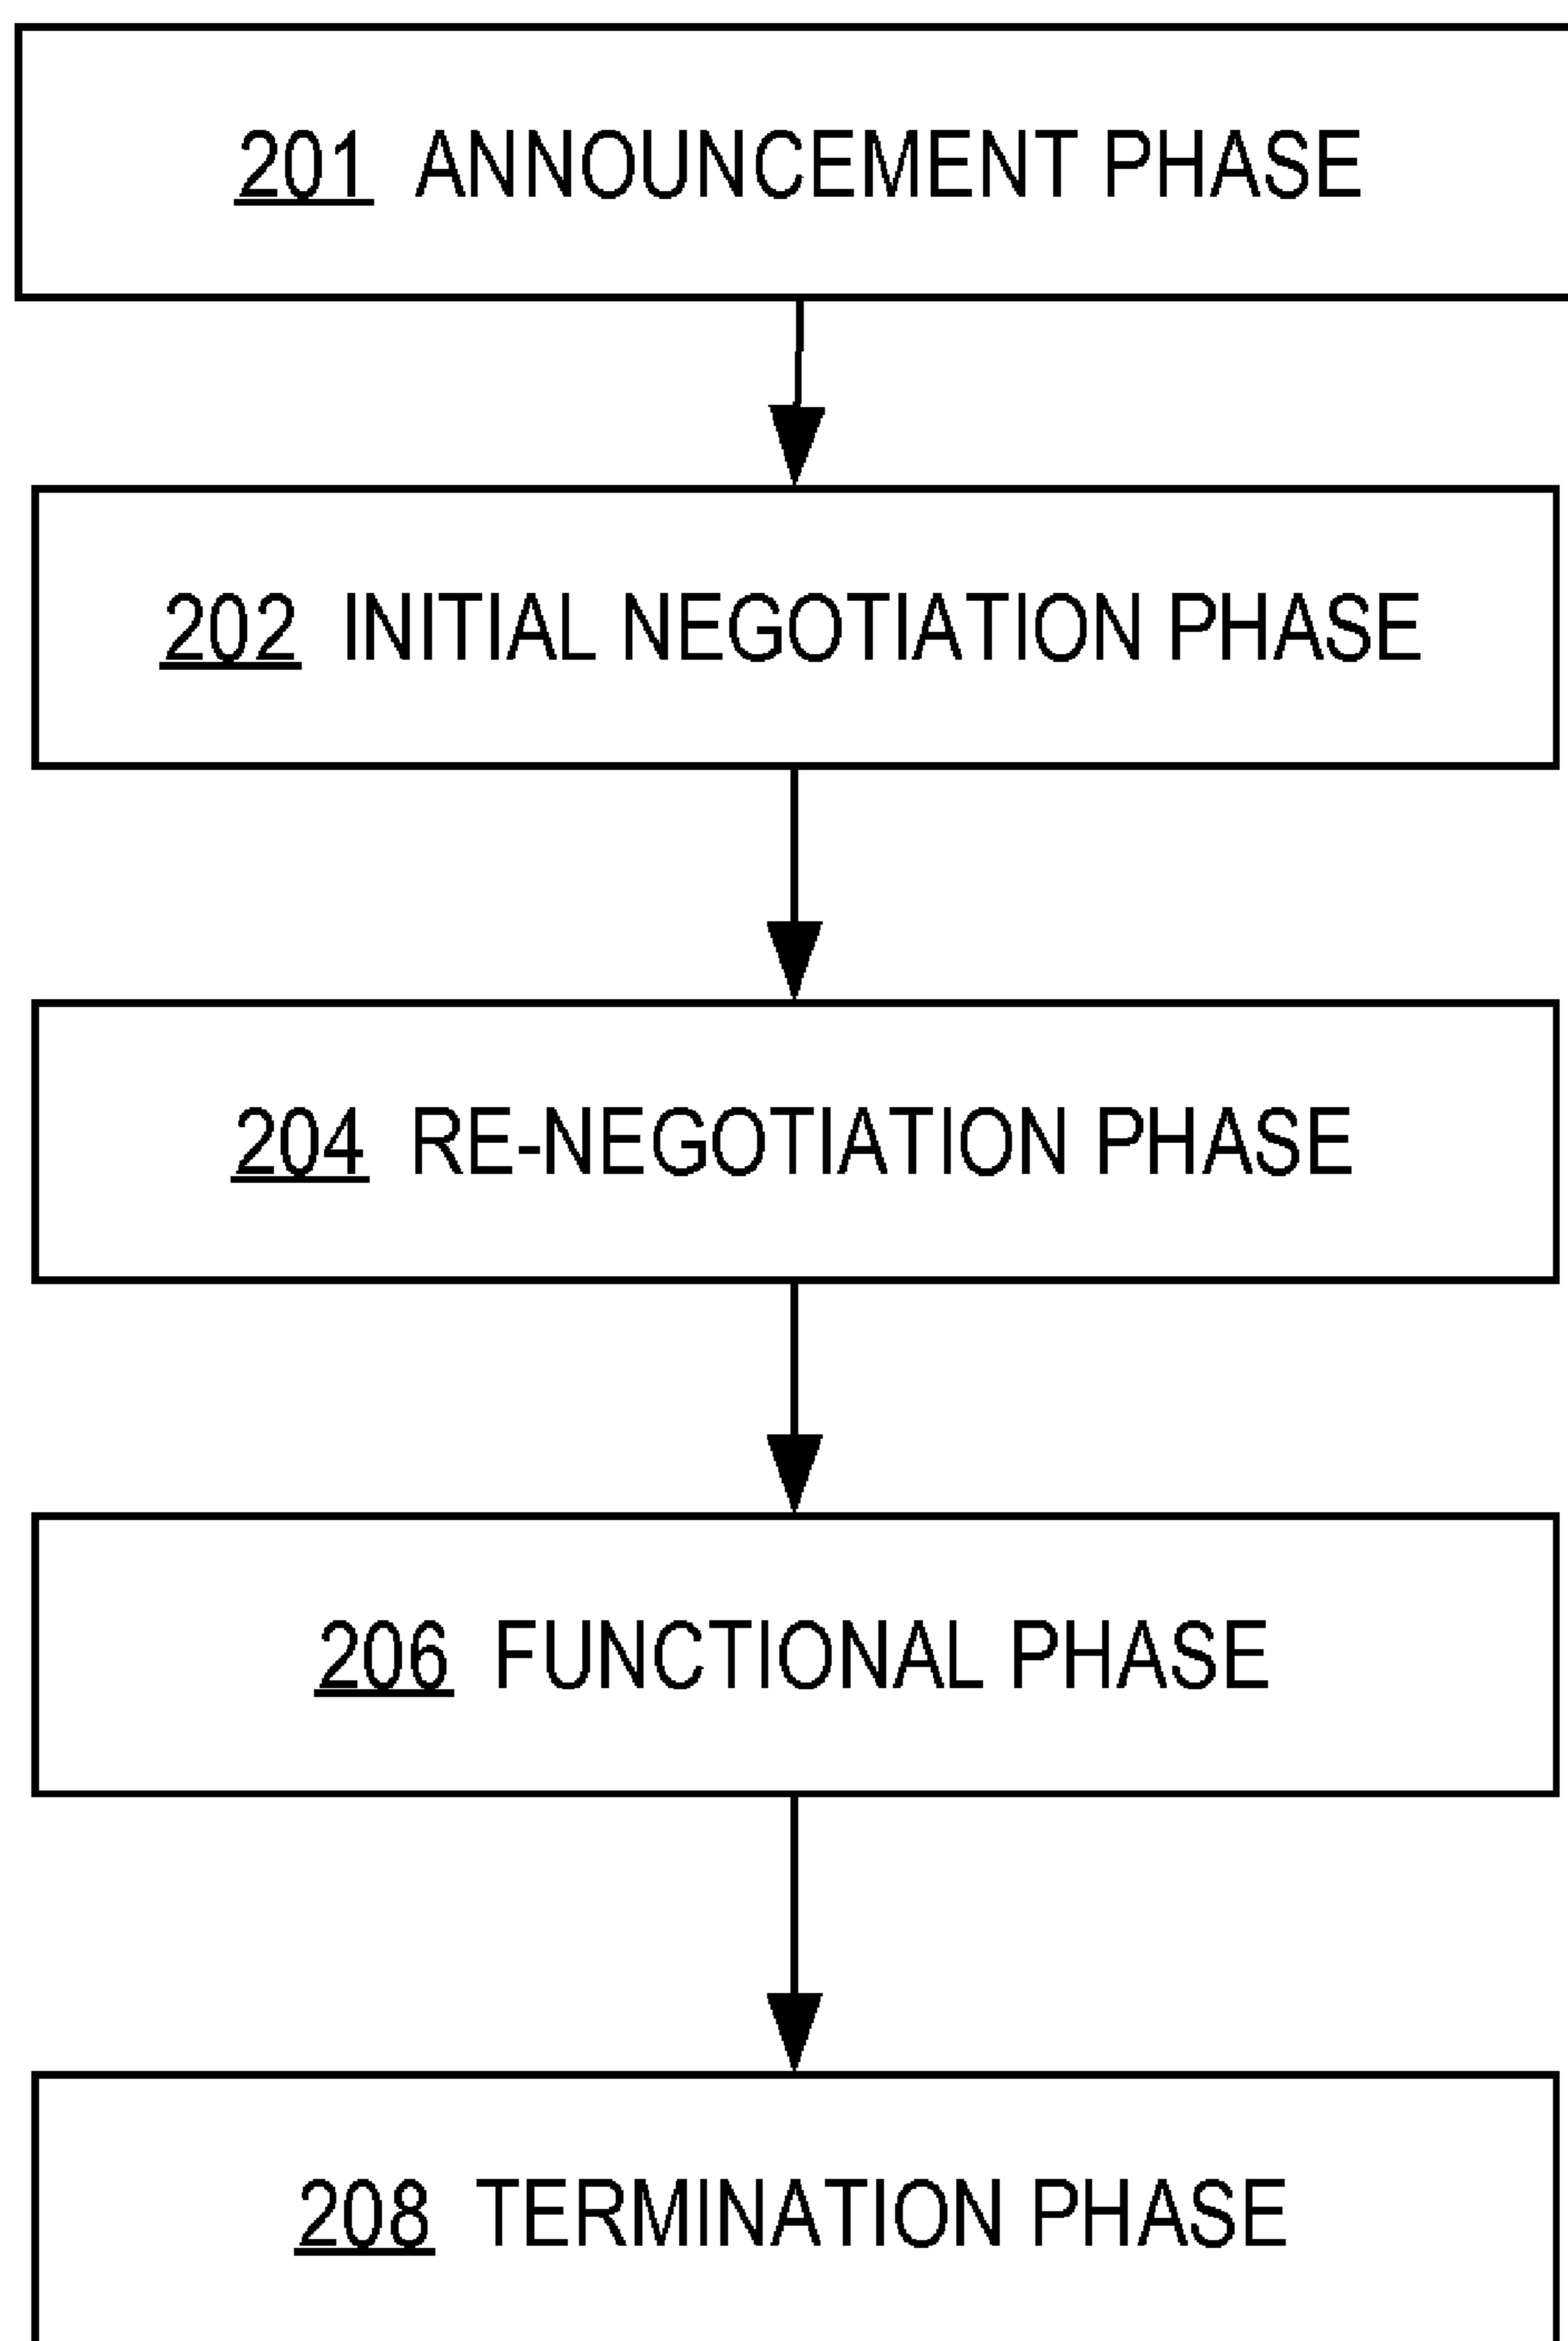 201 ANNOUNCEMENT PHASE
202 INITIAL NEGOTIATION PHASE
204 RE-NEGOTIATION PHASE
206 FUNCTIONAL PHASE
208 TERMINATION PHASE